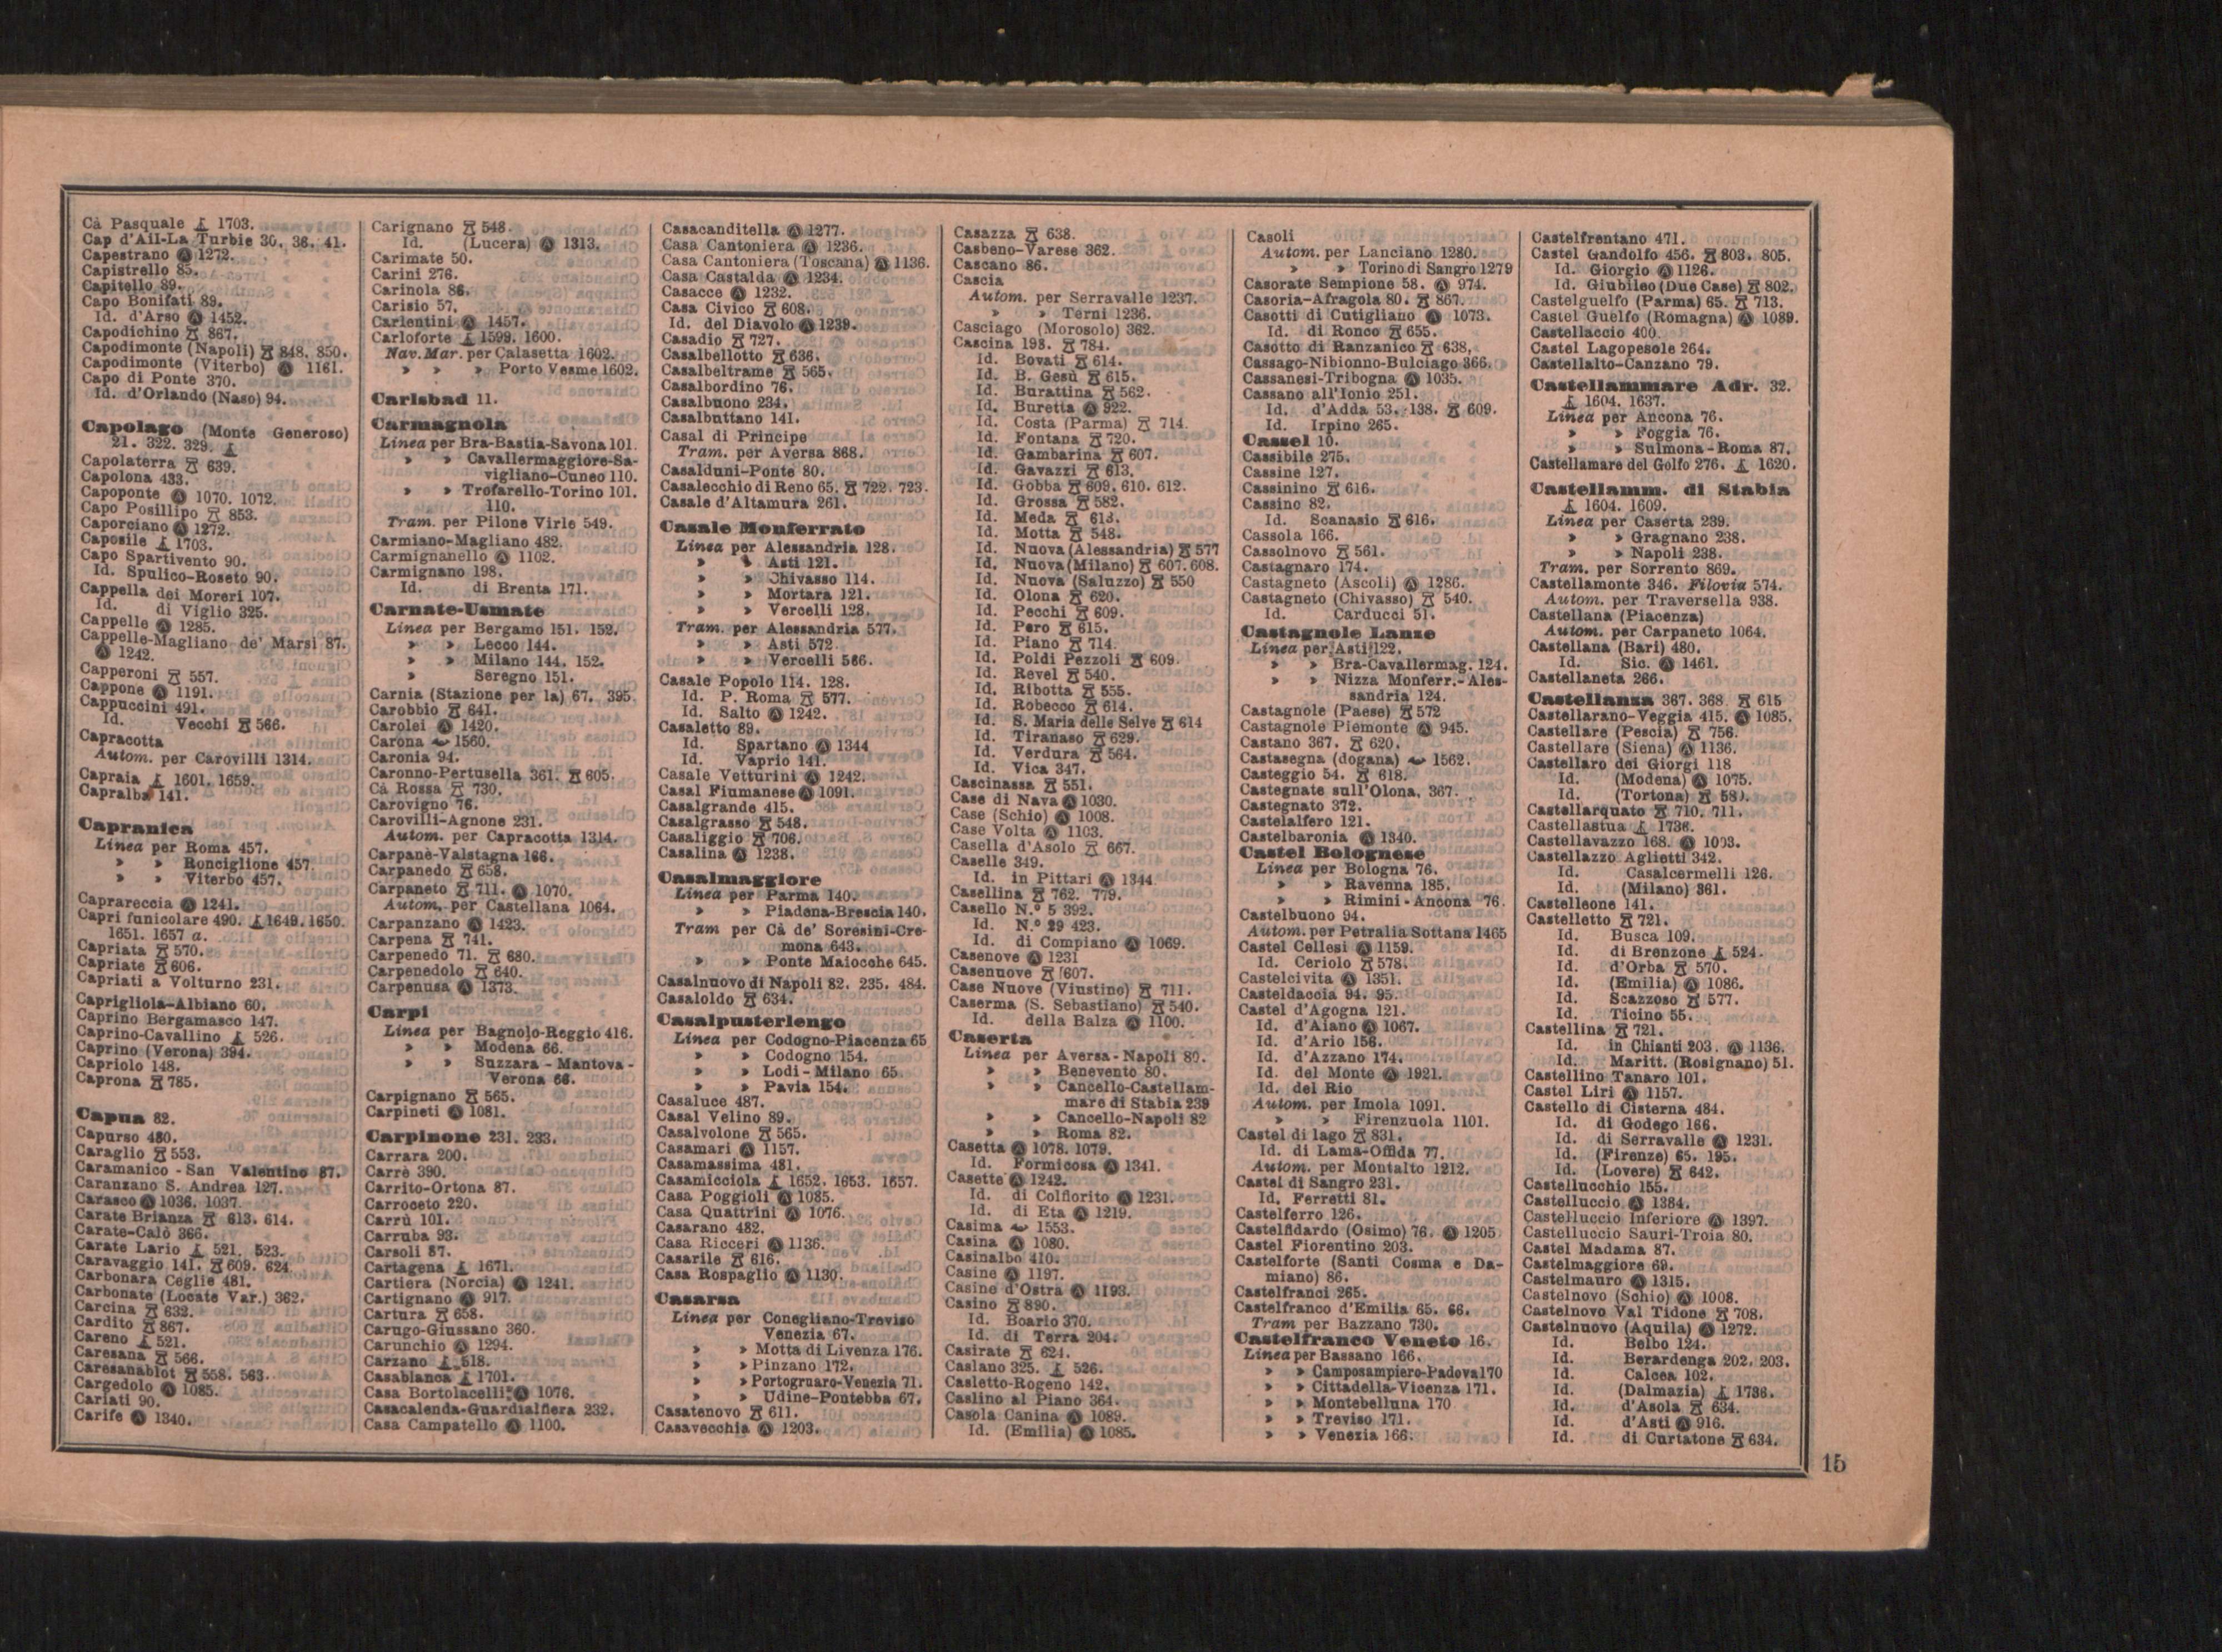 Cà Pasquale 1703.
Cap d'Ail-La Turbie 30. 36. 41.
Capestrano Ⓐ 1272.
Capistrello 85.
Capitello 89.
Capo Bonifati 89.
Id. d'Arso Ⓐ 1452.
Capodichino 867.
Capodimonte (Napoli) 848. 850.
Capodimonte (Viterbo) Ⓐ 1161.
Capo di Ponte 370.
Id. d'Orlando (Naso) 94.
Capolago (Monte Generoso)
21. 322. 329.
Capolaterra 639.
Capolona 433.
Capoponte Ⓐ 1070. 1072.
Capo Posillipo 853.
Caporciano Ⓐ 1272.
Caposile 1703.
Capo Spartivento 90.
Id. Spulico-Roseto 90.
Cappella dei Moreri 107.
Id. di Viglio 325.
Cappelle Ⓐ 1285.
Cappelle-Magliano de' Marsi 87.
Ⓐ 1242.
Capperoni 557.
Cappone Ⓐ 1191.
Cappuccini 491.
Id. Vecchi 566.
Capracotta
Autom. per Carovilli 1314.
Capraia 1601. 1659.
Capralba 141.
Capranica
Linea per Roma 457.
» » Ronciglione 457.
» » Viterbo 457.
Caprareccia Ⓐ 1241.
Capri funicolare 490. 1649. 1650.
1651. 1657 a.
Capriata 570.
Capriate 606.
Capriati a Volturno 231.
Caprigliola-Albiano 60.
Caprino Bergamasco 147.
Caprino-Cavallino 526.
Caprino (Verona) 394.
Capriolo 148.
Caprona 785.
Capua 82.
Capurso 480.
Caraglio 553.
Caramanico - San Valentino 87.
Caranzano S. Andrea 127.
Carasco Ⓐ 1036. 1037.
Carate Brianza 613. 614.
Carate-Calò 366.
Carate Lario 521. 523.
Caravaggio 141. 609. 624
Carbonara Ceglie 481.
Carbonate (Locate Var.) 362.
Carcina 632.
Cardito 867.
Careno 521.
Caresana 566.
Caresanablot 558. 563.
Cargedolo Ⓐ 1085.
Cariati 90.
Carife Ⓐ 1340.
Carignano 548.
Id. (Lucera) Ⓐ 1313.
Carimate 50.
Carini 276.
Carinola 86.
Carisio 57.
Carlentini Ⓐ 1457.
Carloforte 1599. 1600.
Nav. Mar. per Calasetta 1602.
» » » Porto Vesme 1602.
Carlsbad 11.
Carmagnola
Linea per Bra-Bastia-Savona 101
» » Cavallermaggiore-Sa-
vigliano-Cuneo 110.
» » Trofarello-Torino 101.
110.
Tram. per Pilone Virle 549.
Carmiano-Magliano 482.
Carmignanello Ⓐ 1102.
Carmignano 198.
Id. di Brenta 171.
Carnate-Usmate
Linea per Bergamo 151. 152.
» » Lecco 144.
» » Milano 144. 152.
» Seregno 151.
Carnia (Stazione per la) 67. 395
Carobbio 641.
Carolei Ⓐ 1420.
Carona 1560.
Caronia 94.
Caronno-Pertusella 361. 605.
Cà Rossa 730.
Carovigno 76.
Carovilli-Agnone 231.
Autom. per Capracotta 1314.
Carpanè-Valstagna 166.
Carpanedo 658.
Carpaneto 711. Ⓐ 1070.
Autom. per Castellana 1064.
Carpanzano Ⓐ 1423.
Carpena 741.
Carpenedo 71. 680.
Carpenedolo 640.
Carpenusa Ⓐ 1373.
Carpi
Linea per Bagnolo-Reggio 416.
» » Modena 66.
» » Suzzara - Mantova -
Verona 66.
Carpignano 565.
Carpineti Ⓐ 1081.
Carpinone 231. 233.
Carrara 200.
Carrè 390.
Carrito-Ortona 87.
Carroceto 220.
Carrù 101.
Carruba 93.
Carsoli 87.
Cartagena 1671.
Cartiera (Norcia) Ⓐ 1241.
Cartignano Ⓐ 917.
Cartura 658.
Carugo-Giussano 360.
Carunchio Ⓐ 1294.
Carzano 518.
Casablanca 1701.
Casa Bortolacelli Ⓐ 1076.
Casacalenda-Guardialfiera 232.
Casa Campatello Ⓐ 1100.
Casacanditella Ⓐ 1277.
Casa Cantoniera Ⓐ 1236.
Casa Cantoniera (Toscana) Ⓐ 1136.
Casa Castalda Ⓐ 1234.
Casacce Ⓐ 1232.
Casa Civico 608.
Id. del Diavolo Ⓐ 1239.
Casadio 727.
Casalbellotto 636.
Casalbeltrame 565.
Casalbordino 76.
Casalbuono 234.
Casalbuttano 141.
Casal di Principe
Tram. per Aversa 868.
Casalduni-Ponte 80.
Casalecchio di Reno 65. 722. 723.
Casale d'Altamura 261.
Casale Monferrato
Linea per Alessandria 128.
» » Asti 121.
» » Chivasso 114.
» » Mortara 121.
» » Vercelli 128.
Tram. per Alessandria 577.
» » Asti 572
» » Vercelli 566.
Casale Popolo 114. 128.
Id. P. Roma 577.
Id. Salto Ⓐ 1242.
Casaletto 89.
Id. Spartano Ⓐ 1344
Id. Vaprio 141.
Casale Vetturini Ⓐ 1242.
Casal Fiumanese Ⓐ 1091.
Casalgrande 415.
Casalgrasso 548.
Casaliggio 706.
Casalina Ⓐ 1238.
Casalmaggiore
Linea per Parma 140.
» » Piadena-Brescia 140.
Tram per Cà de' Soresini-Cre-
mona 643.
» » Ponte Maiocche 645.
Casalnuovo di Napoli 82. 235. 484.
Casaloldo 634.
Casalpusterlengo
Linea per Codogno-Piacenza 65
» » Codogno 154.
» » Lodi - Milano 65.
» » Pavia 154.
Casaluce 487.
Casal Velino 89.
Casalvolone 565.
Casamari Ⓐ 1157.
Casamassima 481.
Casamicciola 1652. 1653. 1657.
Casa Poggioli Ⓐ 1085.
Casa Quattrini Ⓐ 1076.
Casarano 482.
Casa Ricceri Ⓐ 1136.
Casarile 616.
Casa Rospaglio Ⓐ 1130.
Casarsa
Linea per Conegliano-Treviso
Venezia 67.
» » Motta di Livenza 176.
» » Pinzano 172.
» » Portogruaro-Venezia 71.
» » Udine-Pontebba 67.
Casatenovo 611.
Casavecchia Ⓐ 1203.
Casazza 638.
Casbeno-Varese 362.
Cascano 86.
Cascia
Autom. per Serravalle 1237.
» » Terni 1236.
Casciago (Morosolo) 362.
Cascina 198. 784.
Id. Bovati 614.
Id. B. Gesù 615.
Id. Burattina 562.
Id. Buretta Ⓐ 922.
Id. Costa (Parma) 714.
Id. Fontana 720.
Id. Gambarina 607.
Id. Gavazzi 613.
Id. Gobba 609. 610. 612.
Id. Grossa 582.
Id. Meda 613.
Id. Motta 548.
Id. Nuova (Alessandria) 577
Id. Nuova (Milano) 607. 608.
Id. Nuova (Saluzzo) 550
Id. Olona 620.
Id. Pecchi 609.
Id. Pero 615.
Id. Piano 714.
Id. Poldi Pezzoli 609.
Id. Revel 540.
Id. Ribotta 555.
Id. Robecco 614.
Id. S. Maria delle Selve 614
Id. Tiranaso 629.
Id. Verdura 564.
Id. Vica 347.
Cascinassa 551.
Case di Nava Ⓐ 1030.
Case (Schio) Ⓐ 1008.
Case Volta Ⓐ 1103.
Casella d'Asolo 667.
Caselle 349.
Id. in Pittari Ⓐ 1344
Casellina 762. 779.
Casello N.º 5 392.
Id. N.º 29 423.
Id. di Compiano Ⓐ 1069.
Casenove Ⓐ 1231
Casenuove 607.
Case Nuove (Viustino) 711.
Caserma (S. Sebastiano) 540.
Id. della Balza Ⓐ 1100.
Caserta
Linea per Aversa - Napoli 80.
» » Benevento 80.
» » Cancello-Castellam-
mare di Stabia 239
» » Cancello-Napoli 82
» » Roma 82.
Casetta Ⓐ 1078. 1079.
Id. Formicosa Ⓐ 1341.
Casette Ⓐ 1242.
Id. di Colfiorito Ⓐ 1231.
Id. di Eta Ⓐ 1219.
Casima 1553.
Casina Ⓐ 1080.
Casinalbo 410.
Casine Ⓐ 1197.
Casine d'Ostra Ⓐ 1193.
Casino 890.
Id. Boario 370.
Id. di Terra 204.
Casirate 624.
Caslano 325. 526.
Casletto-Rogeno 142.
Caslino al Piano 364.
Casola Canina Ⓐ 1089.
Id. (Emilia) Ⓐ 1085.
Casoli
Autom. per Lanciano 1280.
» » Torino di Sangro 1279
Casorate Sempione 58. Ⓐ 974.
Casoria-Afragola 80. 867.
Casotti di Cutigliano Ⓐ 1073.
Id. di Ronco 655.
Casotto di Ranzanico 638.
Cassago-Nibionno-Bulciago 366.
Cassanesi-Tribogna Ⓐ 1035.
Cassano all'Ionio 251.
Id. d'Adda 53. 138. 609.
Id. Irpino 265.
Cassel 10.
Cassibile 275.
Cassine 127.
Cassinino 616.
Cassino 82.
Id. Scanasio 616.
Cassola 166.
Cassolnovo 561.
Castagnaro 174.
Castagneto (Ascoli) Ⓐ 1286.
Castagneto (Chivasso) 540.
Id. Carducci 51.
Castagnole Lanze
Linea per Asti 122.
» » Bra-Cavallermag. 124.
» » Nizza Monferr.-Ales-
sandria 124.
Castagnole (Paese) 572
Castagnole Piemonte Ⓐ 945.
Castano 367. 620.
Castasegna (dogana) 1562.
Casteggio 54. 618.
Castegnate sull'Olona. 367.
Castegnato 372.
Castelalfero 121.
Castelbaronia Ⓐ 1340.
Castel Bolognese
Linea per Bologna 76.
» » Ravenna 185.
» » Rimini - Ancona 76.
Castelbuono 94.
Autom. per Petralia Sottana 1465
Castel Cellesi Ⓐ 1159.
Id. Ceriolo 578.
Castelcivita Ⓐ 1351.
Casteldaccia 94. 95.
Castel d'Agogna 121.
Id. d'Aiano Ⓐ 1067.
Id. d'Ario 156.
Id. d'Azzano 174.
Id. del Monte Ⓐ 1921.
Id. del Rio
Autom. per Imola 1091.
» » Firenzuola 1101.
Castel di lago 831.
Id. di Lama-Offida 77.
Autom. per Montalto 1212.
Castel di Sangro 231.
Id. Ferretti 81.
Castelferro 126.
Castelfidardo (Osimo) 76. Ⓐ 1205
Castel Fiorentino 203.
Castelforte (Santi Cosma e Da-
miano) 86.
Castelfranci 265.
Castelfranco d'Emilia 65. 66.
Tram per Bazzano 730.
Castelfranco Veneto 16.
Linea per Bassano 166.
» » Camposampiero-Padova 170
» » Cittadella-Vicenza 171.
» » Montebelluna 170
» » Treviso 171.
» » Venezia 166.
Castelfrentano 471.
Castel Gandolfo 456. 803. 805.
Id. Giorgio Ⓐ 1126.
Id. Giubileo (Due Case) 802.
Castelguelfo (Parma) 65. 713.
Castel Guelfo (Romagna) Ⓐ 1089.
Castellaccio 400.
Castel Lagopesole 264.
Castellalto-Canzano 79.
Castellammare Adr. 32.
1604. 1637.
Linea per Ancona 76.
» » Foggia 76.
» » Sulmona - Roma 87.
Castellamare del Golfo 276. 1620.
Castellamm. di Stabia
1604. 1609.
Linea per Caserta 239.
» » Gragnano 238.
» » Napoli 238.
Tram. per Sorrento 869.
Castellamonte 346. Filovia 574.
Autom. per Traversella 938.
Castellana (Piacenza)
Autom. per Carpaneto 1064.
Castellana (Bari) 480.
Id. Sic. Ⓐ 1461.
Castellaneta 266.
Castellanza 367. 368. 615
Castellarano-Veggia 415. Ⓐ 1085.
Castellare (Pescia) 756.
Castellare (Siena) Ⓐ 1136.
Castellaro dei Giorgi 118
Id. (Modena) Ⓐ 1075.
Id. (Tortona)
Castellarquato 710. 711.
Castellastua 1736.
Castellavazzo 168. Ⓐ 1003.
Castellazzo Aglietti 342.
Id. Casalcermelli 126.
Id. (Milano) 361.
Castelleone 141.
Castelletto 721.
Id. Busca 109.
Id. di Brenzone 524.
Id. d'Orba 570.
Id. (Emilia) Ⓐ 1086.
Id. Scazzoso 577.
Id. Ticino 55.
Castellina 721.
Id. in Chianti 203. Ⓐ 1136.
Id. Maritt. (Rosignano) 51.
Castellino Tanaro 101.
Castel Liri Ⓐ 1157.
Castello di Cisterna 484.
Id. di Godego 166.
Id. di Serravalle Ⓐ 1231.
Id. (Firenze) 65. 195.
Id. (Lovere) 642.
Castellucchio 155.
Castelluccio Ⓐ 1384.
Castelluccio Inferiore Ⓐ 1397.
Castelluccio Sauri-Troia 80.
Castel Madama 87.
Castelmaggiore 69.
Castelmauro Ⓐ 1315.
Castelnovo (Schio) Ⓐ 1008.
Castelnovo Val Tidone 708.
Castelnuovo (Aquila) Ⓐ 1272.
Id. Belbo 124.
Id. Berardenga 202. 203.
Id. Calcea 102.
Id. (Dalmazia) 1736.
Id. d'Asola 634.
Id. d'Asti Ⓐ 916.
Id. di Curtatone 634.
15